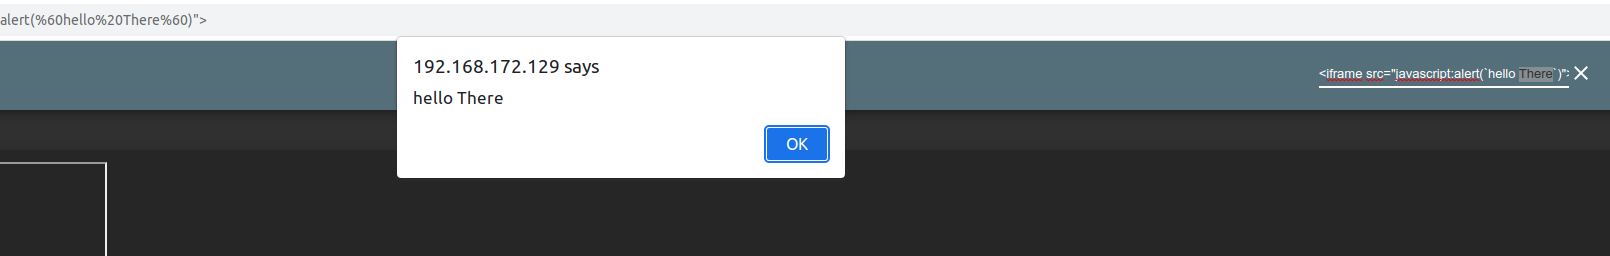 alert(%60hello%20There%60)">
192.168.172.129 says
<iframe src="javascript:alert(`hello There`)">
hello There
OK